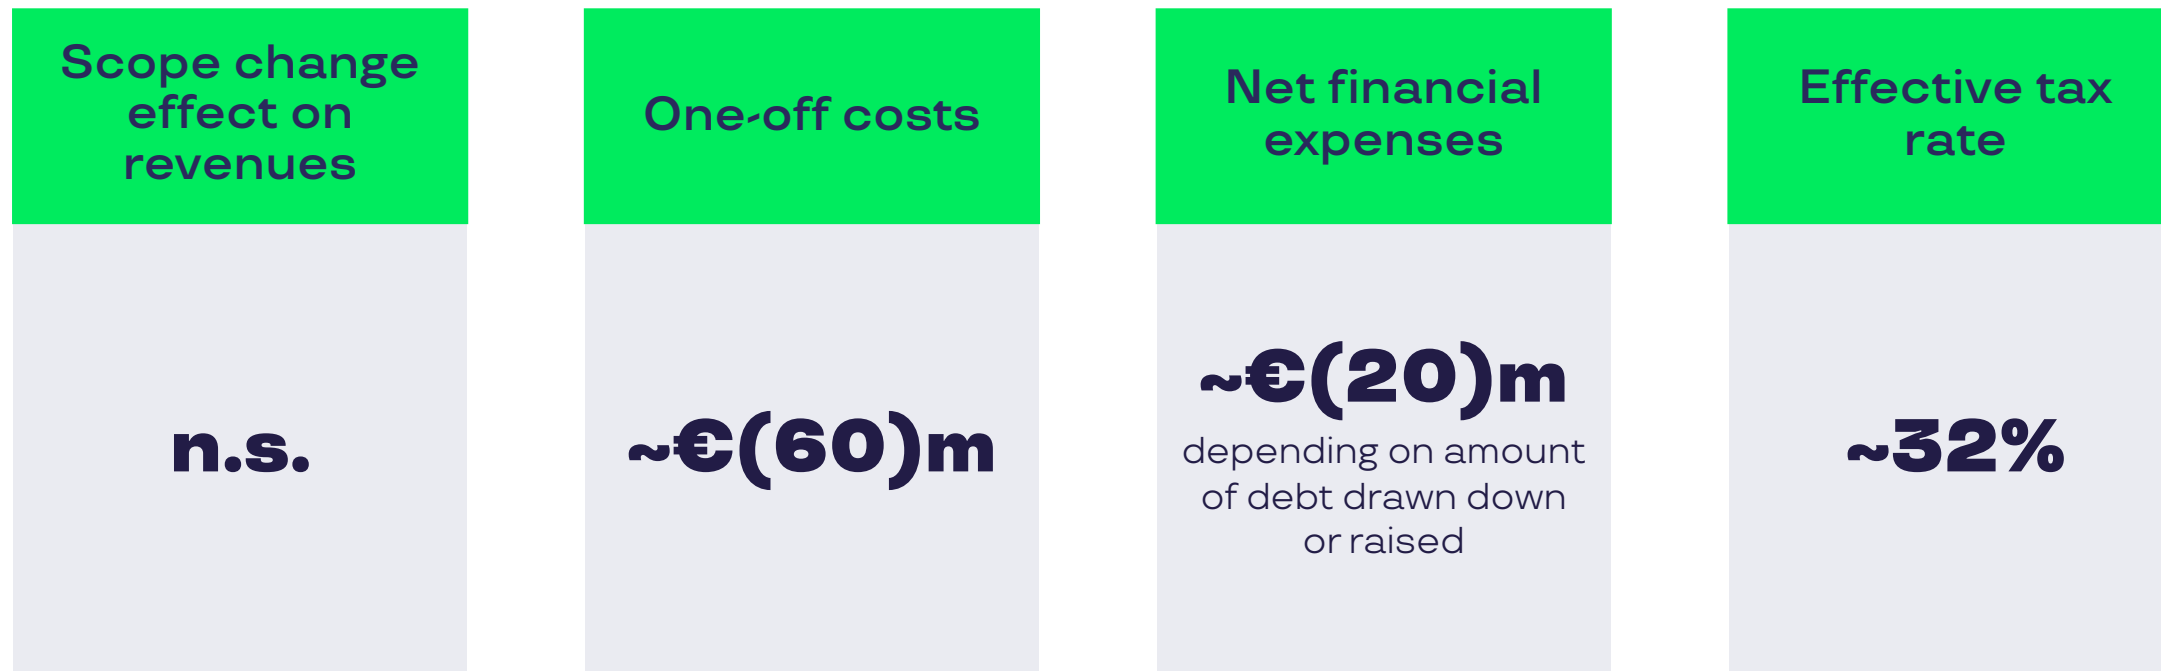 Scope change
effect on
revenues
n.s.
One-off costs
~€(60)m
Net financial
expenses
~€(20)m
depending on amount
of debt drawn down
or raised
Effective tax
rate
~32%